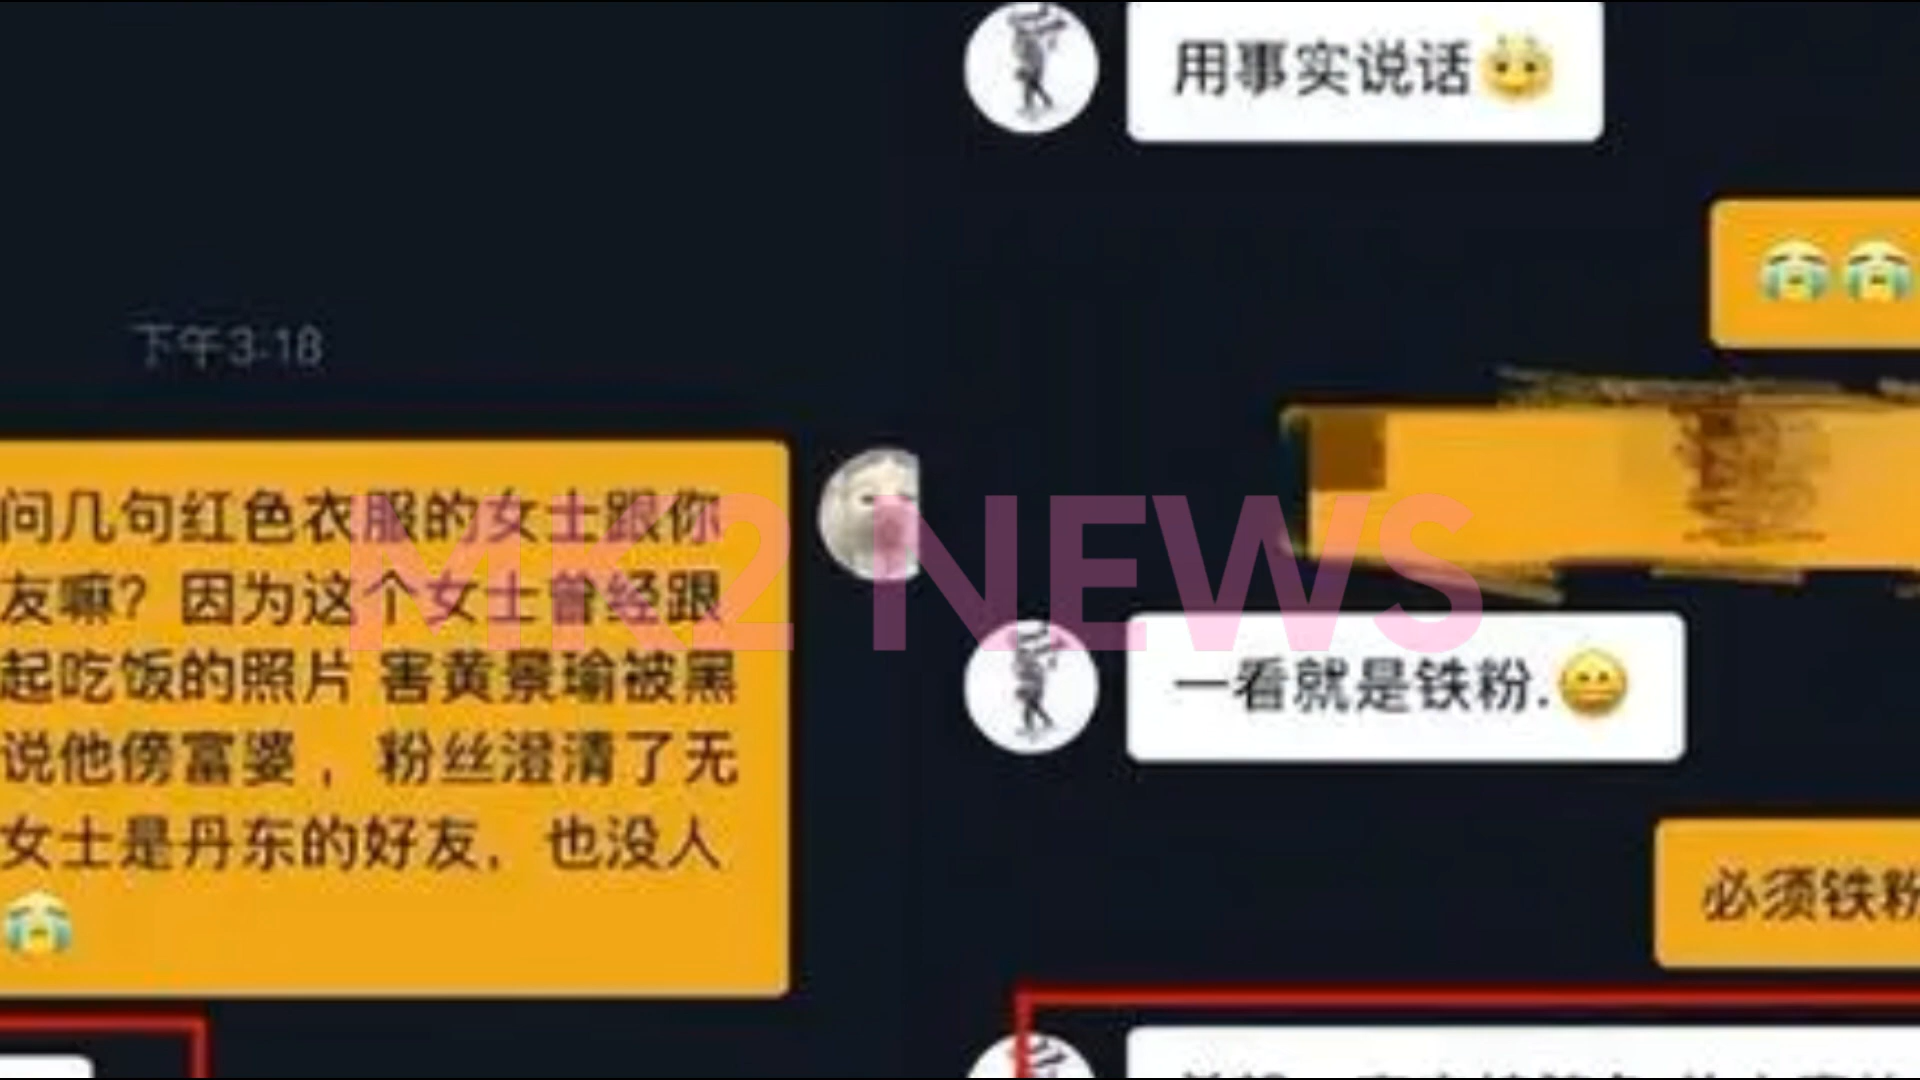 下午3:18
问几句红色衣服的女士跟你
友嘛？因为这个女士曾经跟
起吃饭的照片 害黄景瑜被黑
说他傍富婆，粉丝澄清了无
女士是丹东的好友，也没人
😭
用事实说话
😭😭
一看就是铁粉.😄
必须铁粉
MK2 NEWS